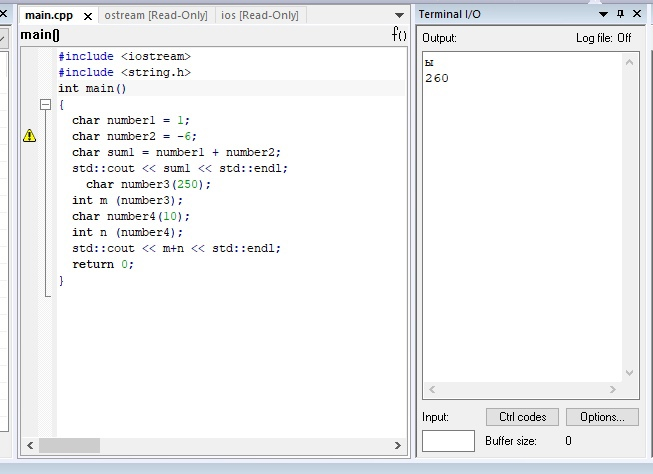 main.cpp x ostream [Read-Only] ios [Read-Only]
main() f()
#include <iostream>
#include <string.h>
int main()
{
char number1 = 1;
char number2 = -6;
char sum1 = number1 + number2;
std::cout << sum1 << std::endl;
char number3(250);
int m (number3);
char number4(10);
int n (number4);
std::cout << m+n << std::endl;
return 0;
}
Terminal I/O
Output: Log file: Off
ы
260
Input: Ctrl codes Options...
Buffer size: 0